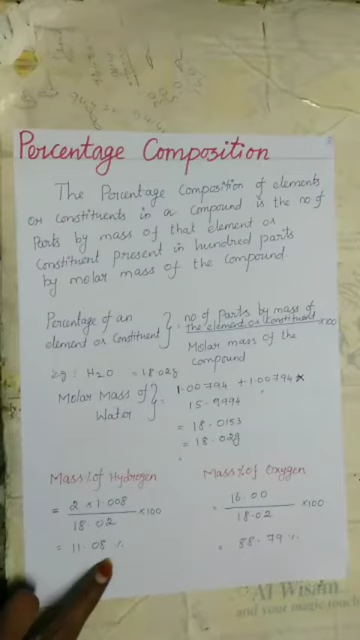 Percentage Composition
The Percentage Composition of elements
or constituents in a compound is the no of
Parts by mass of that element or
constituent present in hundred parts
by molar mass of the compound.
Percentage of an element or constituent } = no of Parts by mass of the element or constituent / Molar mass of the compound ×100
Eg: H2O = 18.02g
Molar Mass of Water } = 1.00794 + 1.00794 +
15.9994
= 18.0153
= 18.02g
Mass % of Hydrogen
= 2 × 1.008 / 18.02 ×100
= 11.08 %
Mass % of Oxygen
= 16.00 / 18.02 ×100
= 88.79 %
AI Wisam
and your magic touch